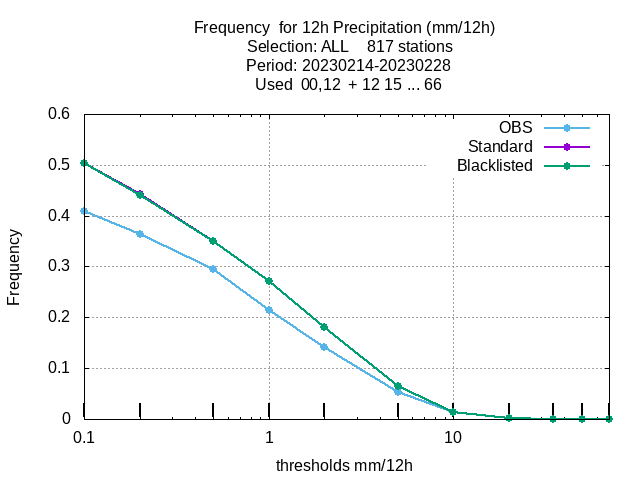 Frequency  for 12h Precipitation (mm/12h)
Selection: ALL    817 stations
Period: 20230214-20230228
Used  00,12  + 12 15 ... 66
0.6
OBS
Standard
Blacklisted
0.5
0.4
0.3
0.2
0.1
0
Frequency
0.1 1 10
thresholds mm/12h